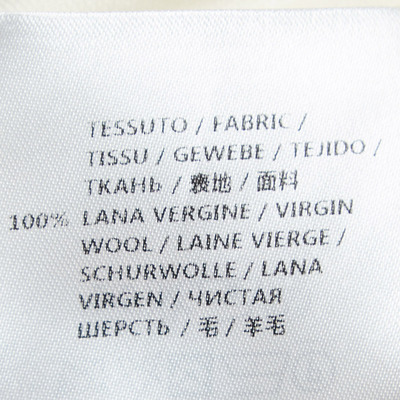 TESSUTO / FABRIC /
TISSU / GEWEBE / TEJIDO /
ТКАНЬ / 表地 / 面料
100% LANA VERGINE / VIRGIN
WOOL / LAINE VIERGE /
SCHURWOLLE / LANA
VIRGEN / ЧИСТАЯ
ШЕРСТЬ / 毛 / 羊毛